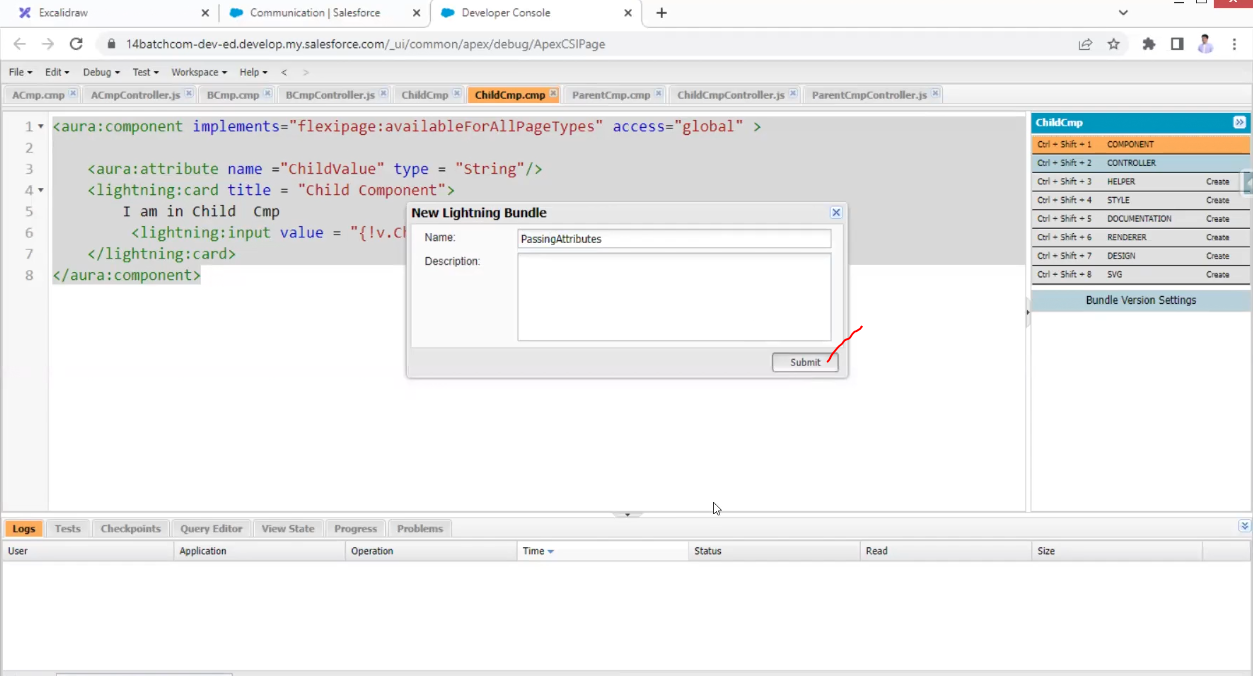 Excalidraw
Communication | Salesforce
Developer Console
14batchcom-dev-ed.develop.my.salesforce.com/_ui/common/apex/debug/ApexCSIPage
File Edit Debug Test Workspace Help < >
ACmp.cmp ACmpController.js BCmp.cmp BCmpController.js ChildCmp ChildCmp.cmp ParentCmp.cmp ChildCmpController.js ParentCmpController.js
1 <aura:component implements="flexipage:availableForAllPageTypes" access="global" >
2
3 <aura:attribute name ="ChildValue" type = "String"/>
4 <lightning:card title = "Child Component">
5 I am in Child Cmp
6 <lightning:input value = "{!v.Ch
7 </lightning:card>
8 </aura:component>
New Lightning Bundle
Name: PassingAttributes
Description:
Submit
ChildCmp
Ctrl + Shift + 1 COMPONENT
Ctrl + Shift + 2 CONTROLLER
Ctrl + Shift + 3 HELPER Create
Ctrl + Shift + 4 STYLE Create
Ctrl + Shift + 5 DOCUMENTATION Create
Ctrl + Shift + 6 RENDERER Create
Ctrl + Shift + 7 DESIGN Create
Ctrl + Shift + 8 SVG Create
Bundle Version Settings
Logs Tests Checkpoints Query Editor View State Progress Problems
User Application Operation Time Status Read Size